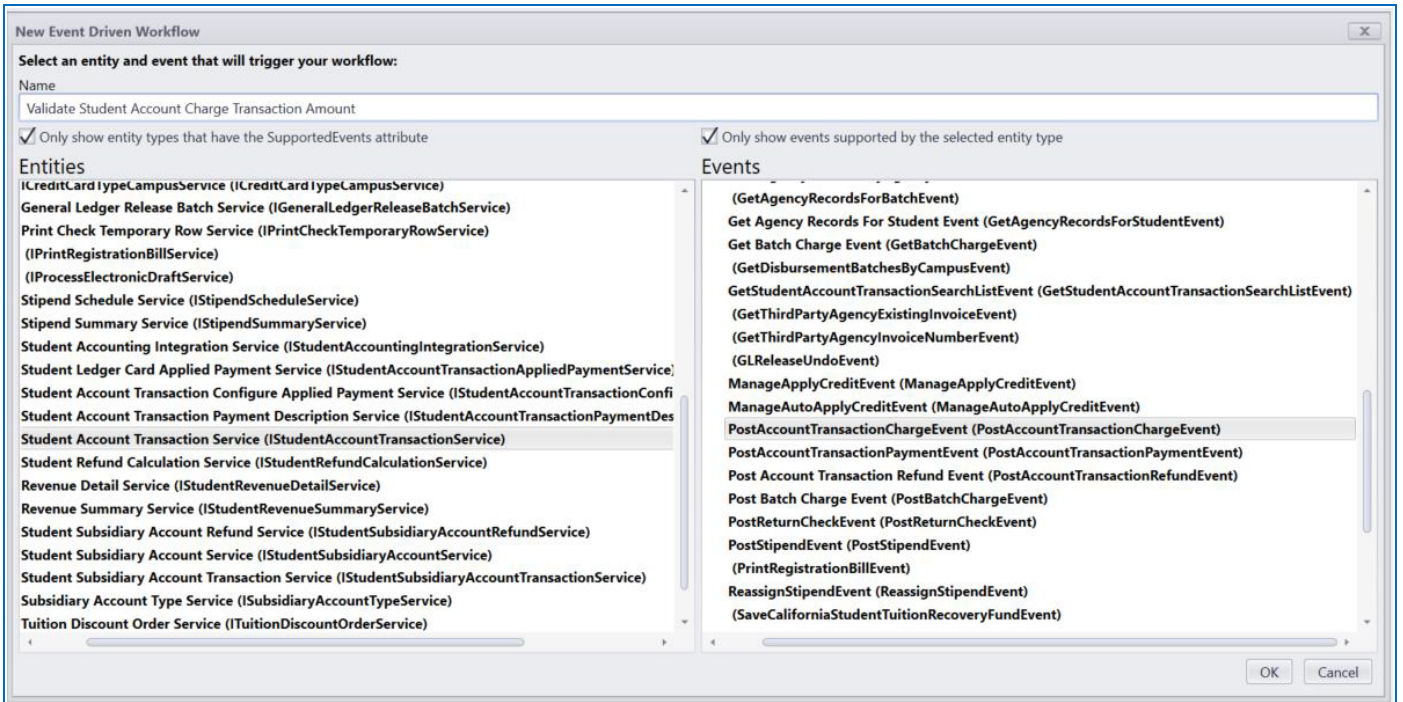 New Event Driven Workflow
X
Select an entity and event that will trigger your workflow:
Name
Validate Student Account Charge Transaction Amount
Only show entity types that have the SupportedEvents attribute
Only show events supported by the selected entity type
Entities
ICreditCardTypeCampusService (ICreditCardTypeCampusService)
General Ledger Release Batch Service (IGeneralLedgerReleaseBatchService)
Print Check Temporary Row Service (IPrintCheckTemporaryRowService)
(IPrintRegistrationBillService)
(IProcessElectronicDraftService)
Stipend Schedule Service (IStipendScheduleService)
Stipend Summary Service (IStipendSummaryService)
Student Accounting Integration Service (IStudentAccountingIntegrationService)
Student Ledger Card Applied Payment Service (IStudentAccountTransactionAppliedPaymentService)
Student Account Transaction Configure Applied Payment Service (IStudentAccountTransactionConfi
Student Account Transaction Payment Description Service (IStudentAccountTransactionPaymentDes
Student Account Transaction Service (IStudentAccountTransactionService)
Student Refund Calculation Service (IStudentRefundCalculationService)
Revenue Detail Service (IStudentRevenueDetailService)
Revenue Summary Service (IStudentRevenueSummaryService)
Student Subsidiary Account Refund Service (IStudentSubsidiaryAccountRefundService)
Student Subsidiary Account Service (IStudentSubsidiaryAccountService)
Student Subsidiary Account Transaction Service (IStudentSubsidiaryAccountTransactionService)
Subsidiary Account Type Service (ISubsidiaryAccountTypeService)
Tuition Discount Order Service (ITuitionDiscountOrderService)
Events
(GetAgencyRecordsForBatchEvent)
Get Agency Records For Student Event (GetAgencyRecordsForStudentEvent)
Get Batch Charge Event (GetBatchChargeEvent)
(GetDisbursementBatchesByCampusEvent)
GetStudentAccountTransactionSearchListEvent (GetStudentAccountTransactionSearchListEvent)
(GetThirdPartyAgencyExistingInvoiceEvent)
(GetThirdPartyAgencyInvoiceNumberEvent)
(GLReleaseUndoEvent)
ManageApplyCreditEvent (ManageApplyCreditEvent)
ManageAutoApplyCreditEvent (ManageAutoApplyCreditEvent)
PostAccountTransactionChargeEvent (PostAccountTransactionChargeEvent)
PostAccountTransactionPaymentEvent (PostAccountTransactionPaymentEvent)
Post Account Transaction Refund Event (PostAccountTransactionRefundEvent)
Post Batch Charge Event (PostBatchChargeEvent)
PostReturnCheckEvent (PostReturnCheckEvent)
PostStipendEvent (PostStipendEvent)
(PrintRegistrationBillEvent)
ReassignStipendEvent (ReassignStipendEvent)
(SaveCaliforniaStudentTuitionRecoveryFundEvent)
OK
Cancel